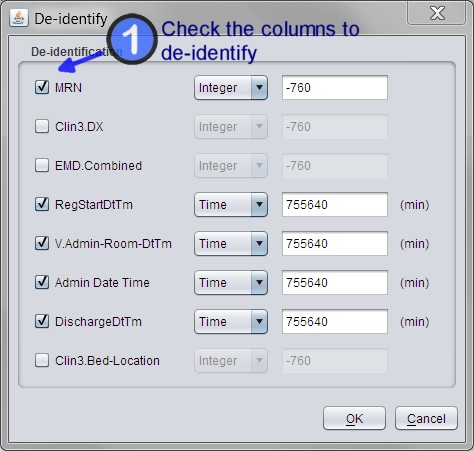 De-identify
1 Check the columns to
de-identify
De-identification
MRN Integer -760
Clin3.DX Integer -760
EMD.Combined Integer -760
RegStartDtTm Time 755640 (min)
V.Admin-Room-DtTm Time 755640 (min)
Admin Date Time Time 755640 (min)
DischargeDtTm Time 755640 (min)
Clin3.Bed-Location Integer -760
OK Cancel